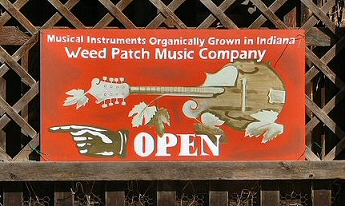 Musical Instruments Organically Grown in Indiana
Weed Patch Music Company
OPEN